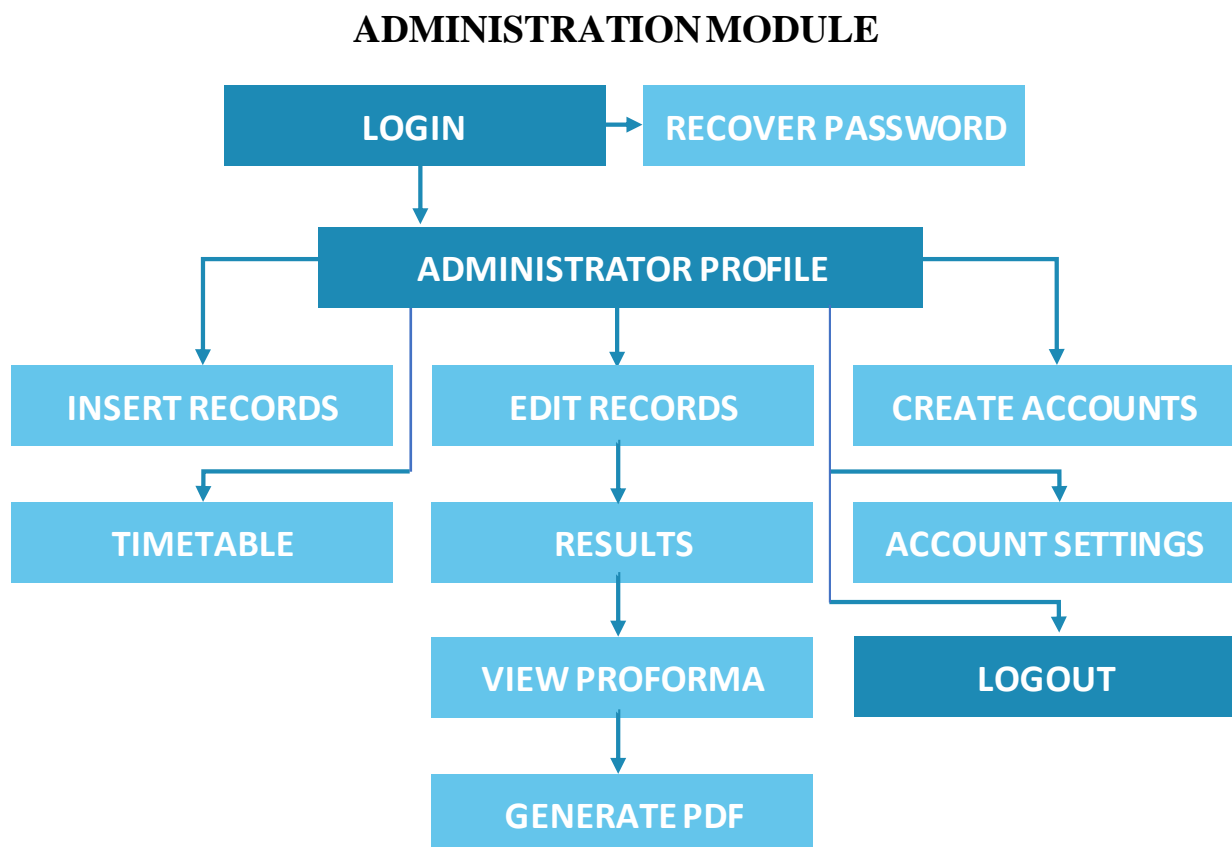 ADMINISTRATION MODULE
LOGIN
RECOVER PASSWORD
ADMINISTRATOR PROFILE
INSERT RECORDS
EDIT RECORDS
CREATE ACCOUNTS
TIMETABLE
RESULTS
ACCOUNT SETTINGS
VIEW PROFORMA
LOGOUT
GENERATE PDF